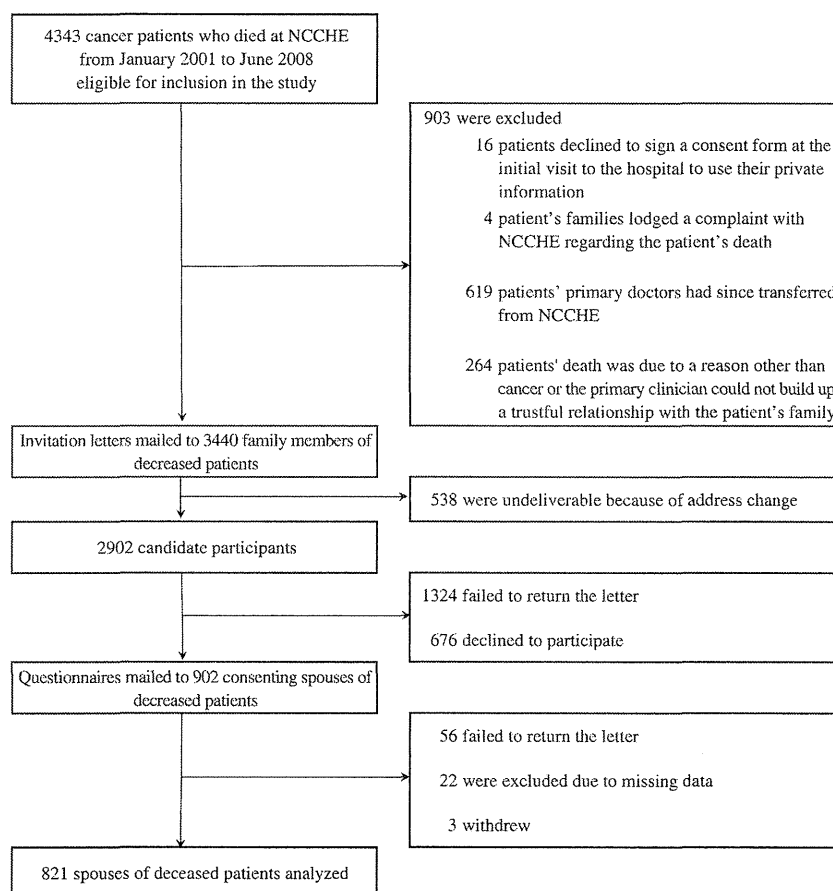 4343 cancer patients who died at NCCHE
from January 2001 to June 2008
eligible for inclusion in the study
903 were excluded
16 patients declined to sign a consent form at the
initial visit to the hospital to use their private
information
4 patient's families lodged a complaint with
NCCHE regarding the patient's death
619 patients' primary doctors had since transferred
from NCCHE
264 patients' death was due to a reason other than
cancer or the primary clinician could not build up
a trustful relationship with the patient's family
Invitation letters mailed to 3440 family members of
decreased patients
538 were undeliverable because of address change
2902 candidate participants
1324 failed to return the letter
676 declined to participate
Questionnaires mailed to 902 consenting spouses of
decreased patients
56 failed to return the letter
22 were excluded due to missing data
3 withdrew
821 spouses of deceased patients analyzed